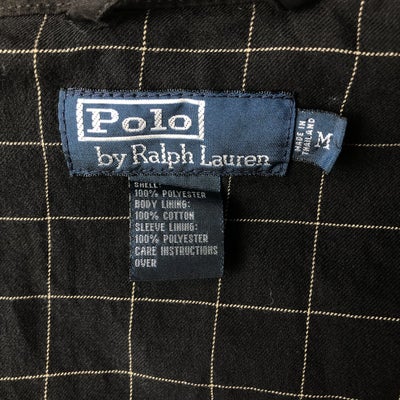 Polo
by Ralph Lauren
MADE IN
THAILAND
M
SHELL:
100% POLYESTER
BODY LINING:
100% COTTON
SLEEVE LINING:
100% POLYESTER
CARE INSTRUCTIONS
OVER